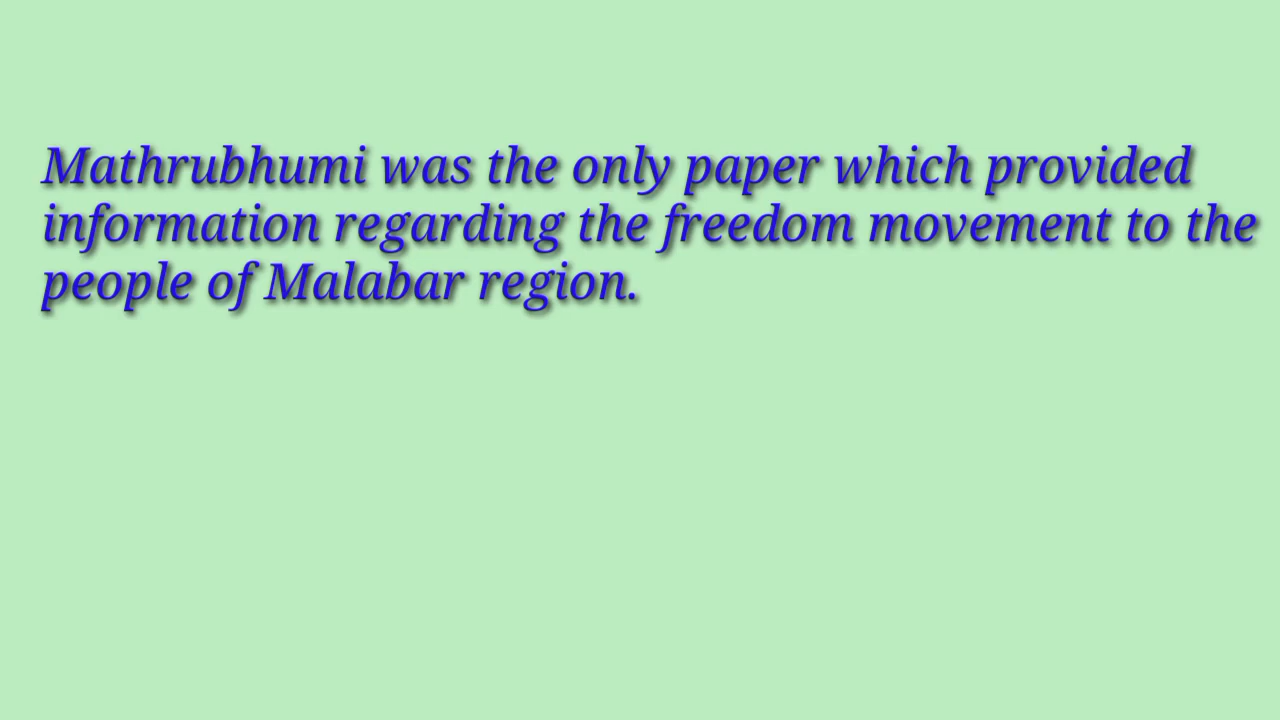 Mathrubhumi was the only paper which provided
information regarding the freedom movement to the
people of Malabar region.